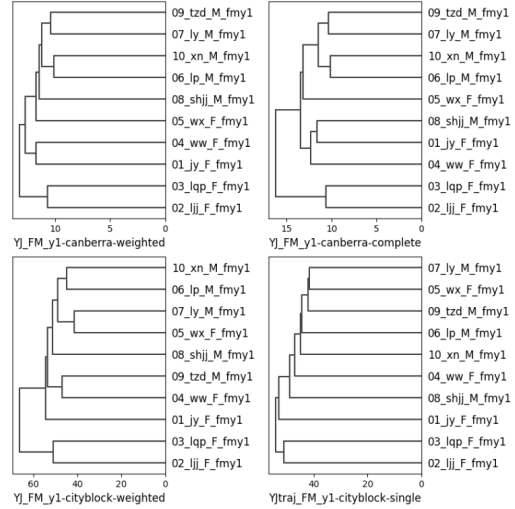 09_tzd_M_fmy1
07_ly_M_fmy1
10_xn_M_fmy1
06_lp_M_fmy1
08_shjj_M_fmy1
05_wx_F_fmy1
04_ww_F_fmy1
01_jy_F_fmy1
03_lqp_F_fmy1
02_ljj_F_fmy1
10 5 0
YJ_FM_y1-canberra-weighted
09_tzd_M_fmy1
07_ly_M_fmy1
10_xn_M_fmy1
06_lp_M_fmy1
05_wx_F_fmy1
08_shjj_M_fmy1
01_jy_F_fmy1
04_ww_F_fmy1
03_lqp_F_fmy1
02_ljj_F_fmy1
15 10 5 0
YJ_FM_y1-canberra-complete
10_xn_M_fmy1
06_lp_M_fmy1
07_ly_M_fmy1
05_wx_F_fmy1
08_shjj_M_fmy1
09_tzd_M_fmy1
04_ww_F_fmy1
01_jy_F_fmy1
03_lqp_F_fmy1
02_ljj_F_fmy1
60 40 20 0
YJ_FM_y1-cityblock-weighted
07_ly_M_fmy1
05_wx_F_fmy1
09_tzd_M_fmy1
06_lp_M_fmy1
10_xn_M_fmy1
04_ww_F_fmy1
08_shjj_M_fmy1
01_jy_F_fmy1
03_lqp_F_fmy1
02_ljj_F_fmy1
40 20 0
YJtraj_FM_y1-cityblock-single